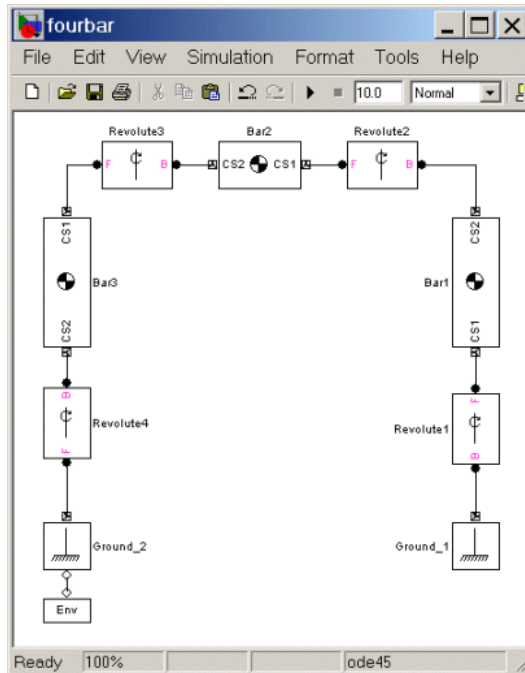 fourbar
File Edit View Simulation Format Tools Help
10.0 Normal
Revolute3 Bar2 Revolute2
F B CS2 CS1 F B
CS1 CS2
Bar3 Bar1
CS2 CS1
B F
Revolute4 Revolute1
F B
Ground_2 Ground_1
Env
Ready 100% ode45